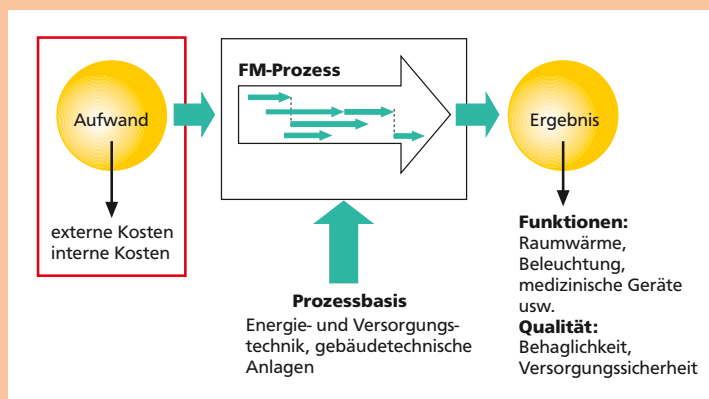 Aufwand
externe Kosten
interne Kosten
FM-Prozess
Prozessbasis
Energie- und Versorgungs-
technik, gebäudetechnische
Anlagen
Ergebnis
Funktionen:
Raumwärme,
Beleuchtung,
medizinische Geräte
usw.
Qualität:
Behaglichkeit,
Versorgungssicherheit